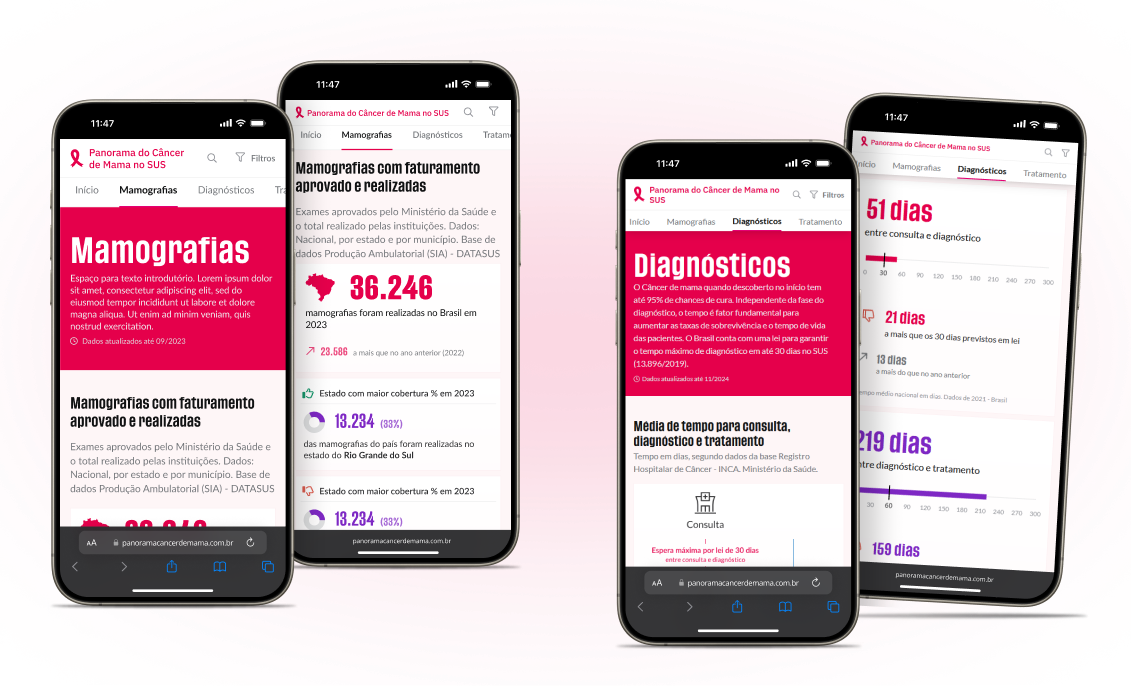 11:47
Panorama do Câncer
de Mama no SUS
Filtros
Início Mamografias Diagnósticos
Mamografias
Espaço para texto introdutório. Lorem ipsum dolor
sit amet, consectetur adipiscing elit, sed do
eiusmod tempor incididunt ut labore et dolore
magna aliqua. Ut enim ad minim veniam, quis
nostrud exercitation.
Dados atualizados até 09/2023
Mamografias com faturamento
aprovado e realizadas
Exames aprovados pelo Ministério da Saúde e
o total realizado pelas instituições. Dados:
Nacional, por estado e por município. Base de
dados Produção Ambulatorial (SIA) - DATASUS
AA panoramacancerdemama.com.br
11:47
Panorama do Câncer de Mama no SUS
Início Mamografias Diagnósticos Tratam
Mamografias com faturamento
aprovado e realizadas
Exames aprovados pelo Ministério da Saúde e
o total realizado pelas instituições. Dados:
Nacional, por estado e por município. Base de
dados Produção Ambulatorial (SIA) - DATASUS
36.246
mamografias foram realizadas no Brasil em
2023
23.586 a mais que no ano anterior (2022)
Estado com maior cobertura % em 2023
13.234 (33%)
das mamografias do país foram realizadas no
estado do Rio Grande do Sul
Estado com maior cobertura % em 2023
13.234 (33%)
panoramacancerdemama.com.br
11:47
Panorama do Câncer de Mama no
SUS
Filtros
Início Mamografias Diagnósticos Tratamento
Diagnósticos
O Câncer de mama quando descoberto no início tem
até 95% de chances de cura. Independente da fase do
diagnóstico, o tempo é fator fundamental para
aumentar as taxas de sobrevivência e o tempo de vida
das pacientes. O Brasil conta com uma lei para garantir
o tempo máximo de diagnóstico em até 30 dias no SUS
(13.896/2019).
Dados atualizados até 11/2024
Média de tempo para consulta,
diagnóstico e tratamento
Tempo em dias, segundo dados da base Registro
Hospitalar de Câncer - INCA. Ministério da Saúde.
Consulta
Espera máxima por lei de 30 dias
entre consulta e diagnóstico
AA panoramacancerdemama.com.br
11:47
Panorama do Câncer de Mama no SUS
nício Mamografias Diagnósticos Tratamento
51 dias
entre consulta e diagnóstico
0 30 60 90 120 150 180 210 240 270 300
21 dias
a mais que os 30 dias previstos em lei
13 dias
a mais do que no ano anterior
empo médio nacional em dias. Dados de 2021 - Brasil
219 dias
ntre diagnóstico e tratamento
30 60 90 120 150 180 210 240 270 300
159 dias
panoramacancerdemama.com.br